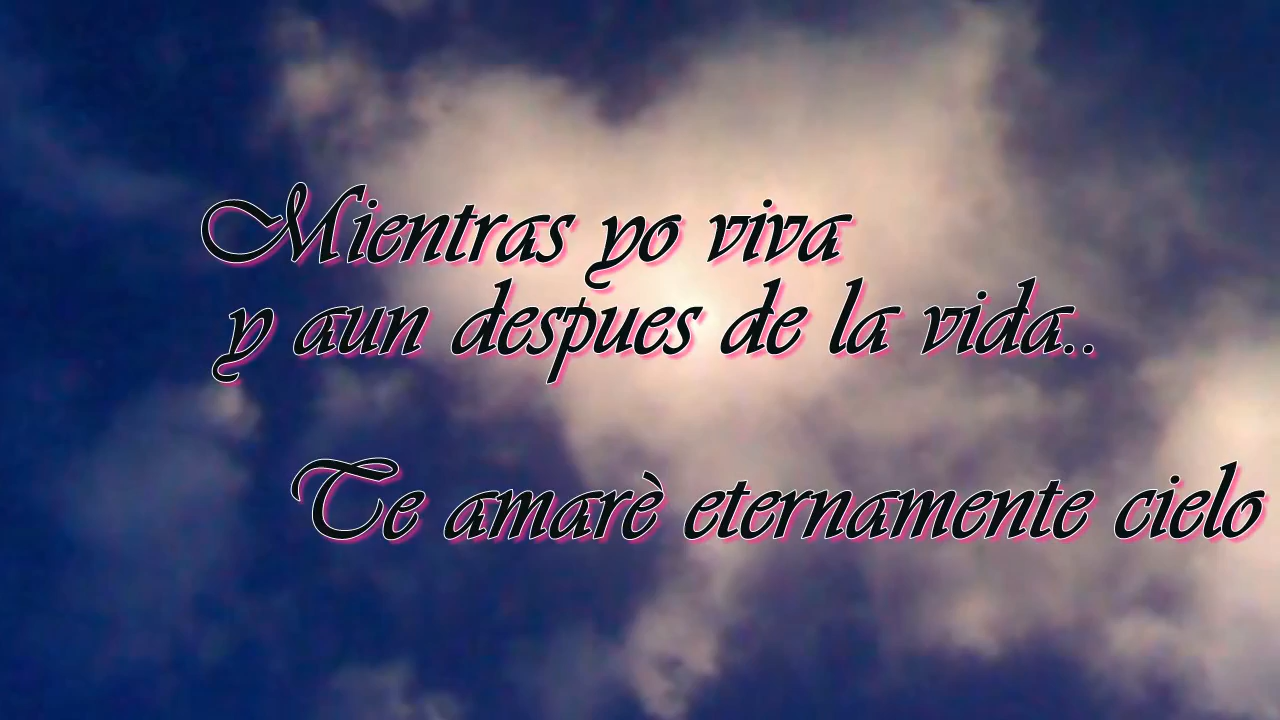 Mientras yo viva
y aun despues de la vida..
Te amarè eternamente cielo